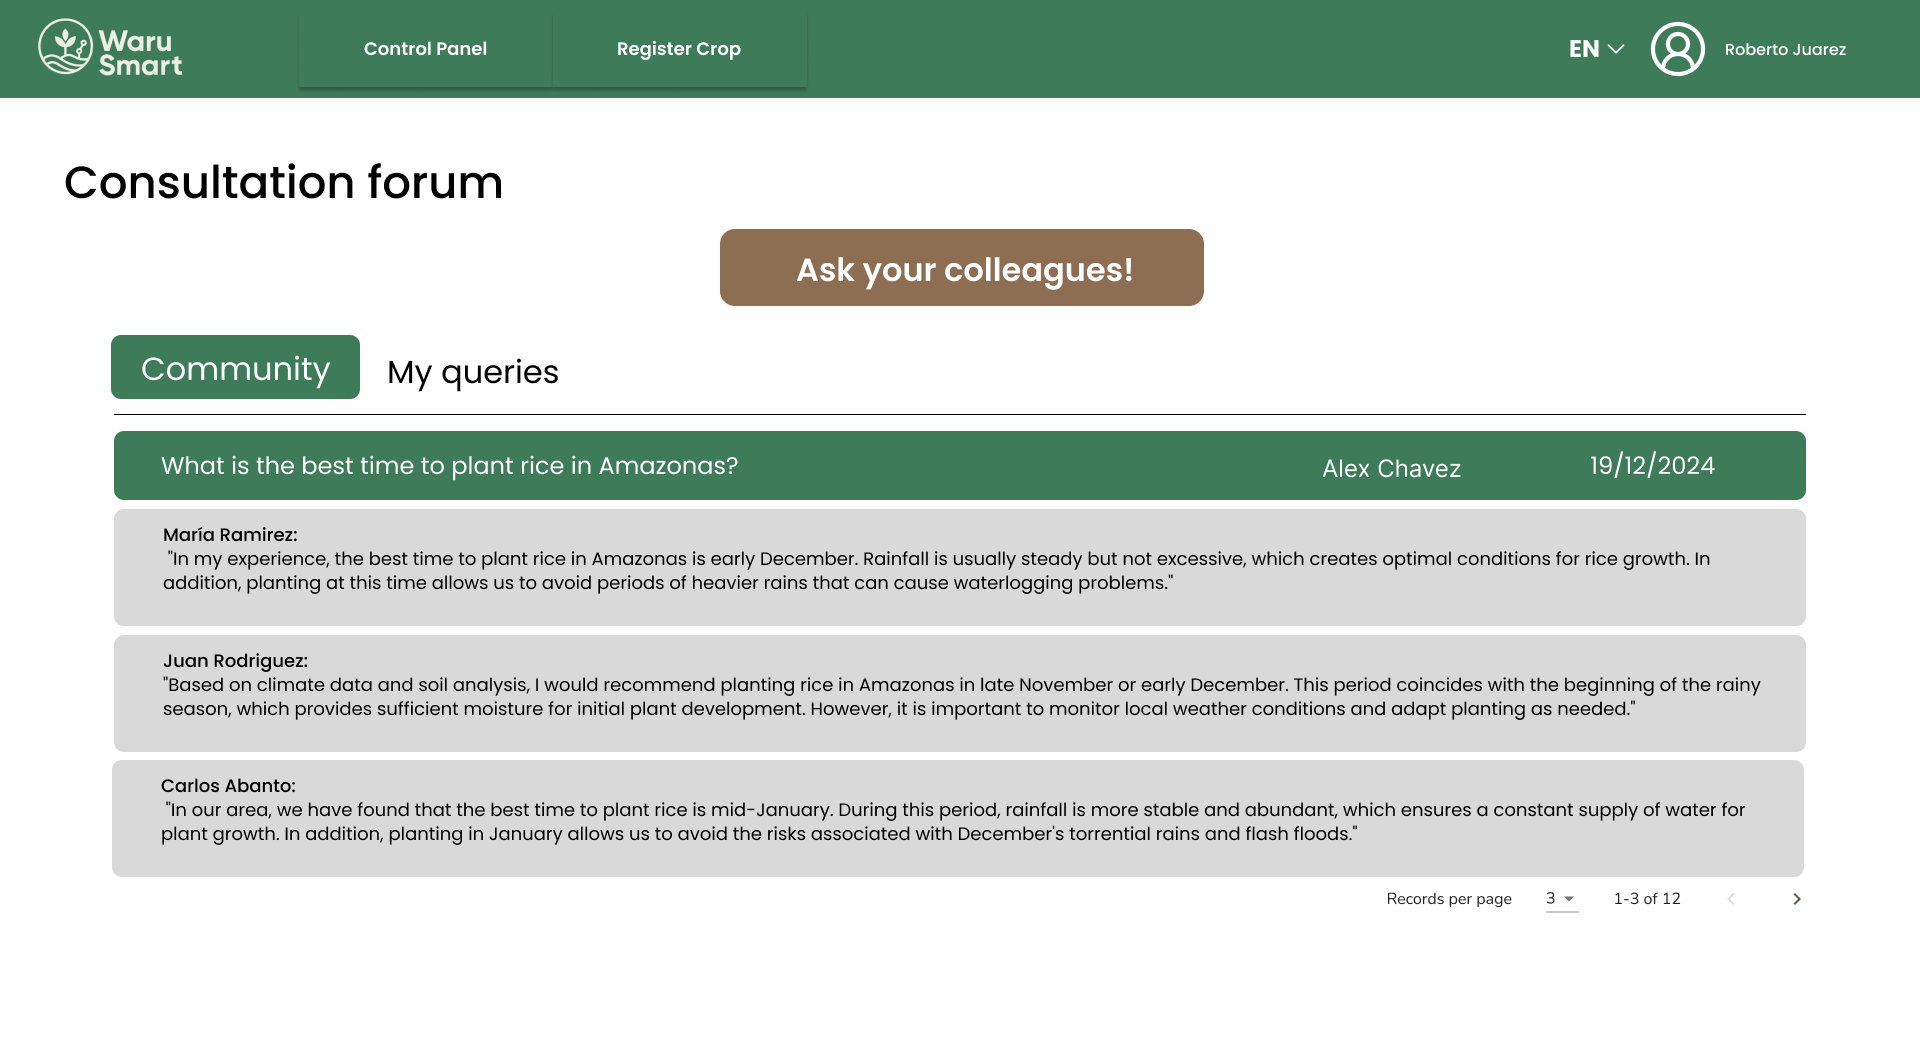 Waru
Smart
Control Panel
Register Crop
EN
Roberto Juarez
Consultation forum
Ask your colleagues!
Community
My queries
What is the best time to plant rice in Amazonas?
Alex Chavez
19/12/2024
María Ramirez:
"In my experience, the best time to plant rice in Amazonas is early December. Rainfall is usually steady but not excessive, which creates optimal conditions for rice growth. In
addition, planting at this time allows us to avoid periods of heavier rains that can cause waterlogging problems."
Juan Rodriguez:
"Based on climate data and soil analysis, I would recommend planting rice in Amazonas in late November or early December. This period coincides with the beginning of the rainy
season, which provides sufficient moisture for initial plant development. However, it is important to monitor local weather conditions and adapt planting as needed."
Carlos Abanto:
"In our area, we have found that the best time to plant rice is mid-January. During this period, rainfall is more stable and abundant, which ensures a constant supply of water for
plant growth. In addition, planting in January allows us to avoid the risks associated with December's torrential rains and flash floods."
Records per page
3
1-3 of 12